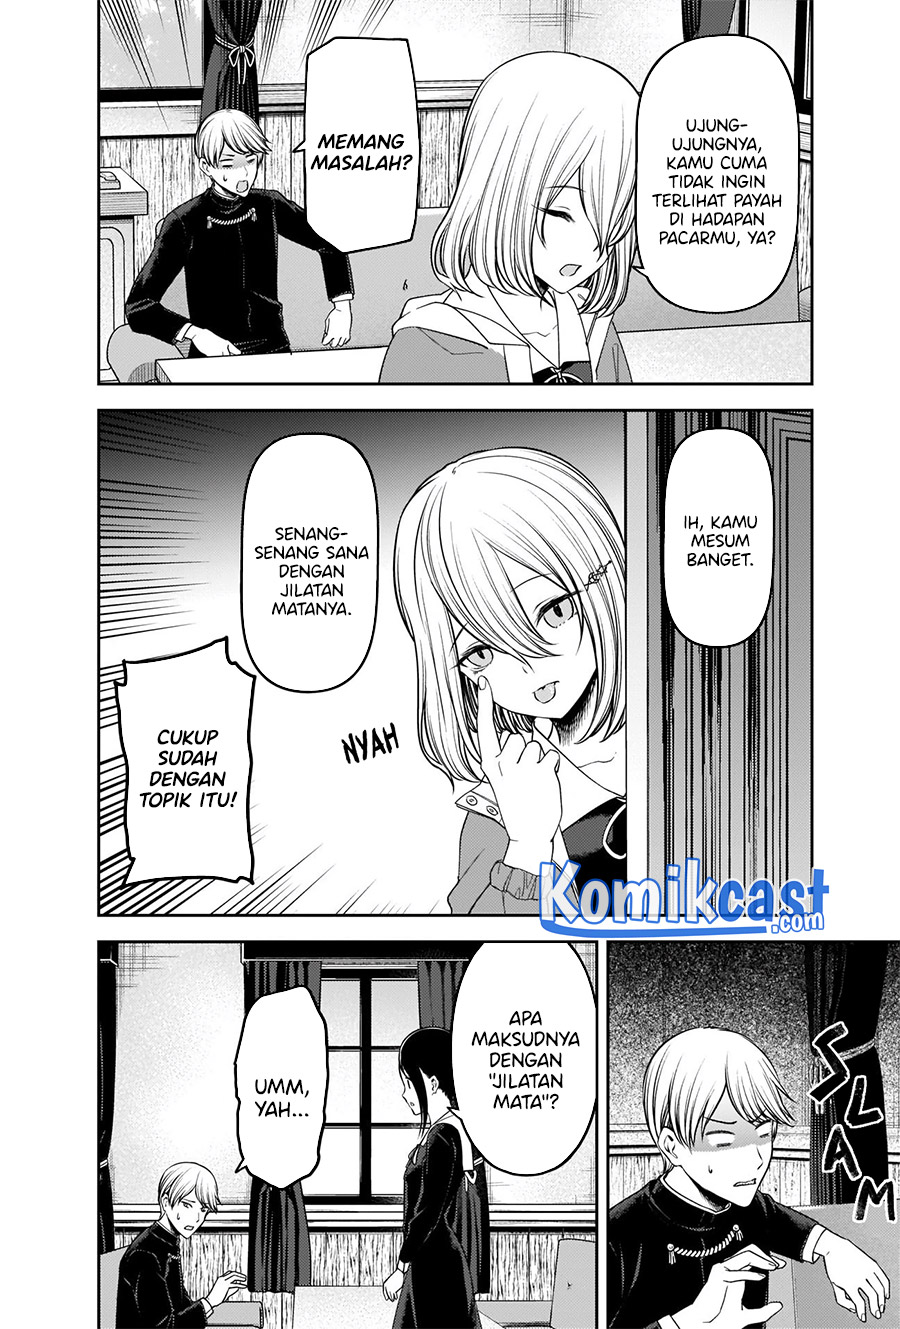 UJUNG-
UJUNGNYA,
KAMU CUMA
TIDAK INGIN
TERLIHAT PAYAH
DI HADAPAN
PACARMU, YA?
MEMANG
MASALAH?
IH, KAMU
MESUM
BANGET.
SENANG-
SENANG SANA
DENGAN
JILATAN
MATANYA.
NYAH
CUKUP
SUDAH
DENGAN
TOPIK ITU!
Komikcast
.com
SLAM
APA
MAKSUDNYA
DENGAN
"JILATAN
MATA"?
UMM,
YAH...